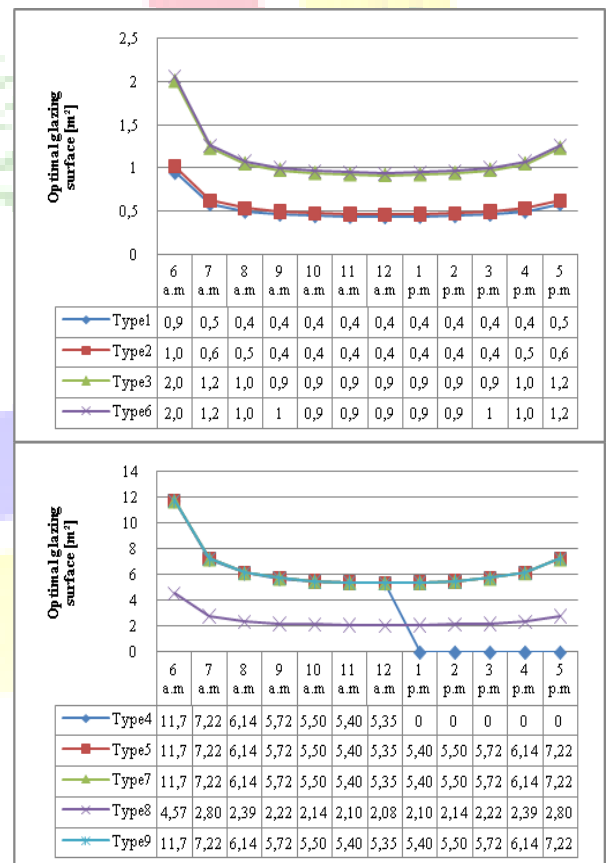 Optimal glazing
surface [m²]
2,5
2
1,5
1
0,5
0
6 7 8 9 10 11 12 1 2 3 4 5
a.m a.m a.m a.m a.m a.m a.m p.m p.m p.m p.m p.m
Type1 0,9 0,5 0,4 0,4 0,4 0,4 0,4 0,4 0,4 0,4 0,4 0,5
Type2 1,0 0,6 0,5 0,4 0,4 0,4 0,4 0,4 0,4 0,4 0,5 0,6
Type3 2,0 1,2 1,0 0,9 0,9 0,9 0,9 0,9 0,9 0,9 1,0 1,2
Type6 2,0 1,2 1,0 1 0,9 0,9 0,9 0,9 0,9 1 1,0 1,2
Optimal glazing
surface [m²]
14
12
10
8
6
4
2
0
6 7 8 9 10 11 12 1 2 3 4 5
a.m a.m a.m a.m a.m a.m a.m p.m p.m p.m p.m p.m
Type4 11,7 7,22 6,14 5,72 5,50 5,40 5,35 0 0 0 0 0
Type5 11,7 7,22 6,14 5,72 5,50 5,40 5,35 5,40 5,50 5,72 6,14 7,22
Type7 11,7 7,22 6,14 5,72 5,50 5,40 5,35 5,40 5,50 5,72 6,14 7,22
Type8 4,57 2,80 2,39 2,22 2,14 2,10 2,08 2,10 2,14 2,22 2,39 2,80
Type9 11,7 7,22 6,14 5,72 5,50 5,40 5,35 5,40 5,50 5,72 6,14 7,22